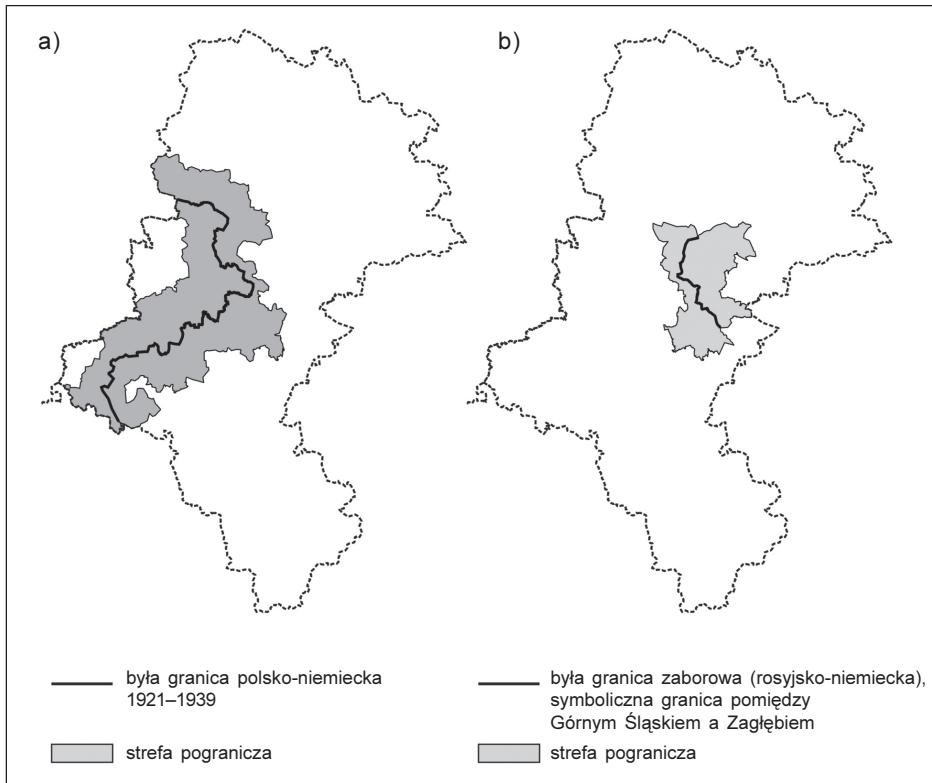 a)
b)
była granica polsko-niemiecka
1921–1939
strefa pogranicza
była granica zaborowa (rosyjsko-niemiecka),
symboliczna granica pomiędzy
Górnym Śląskiem a Zagłębiem
strefa pogranicza